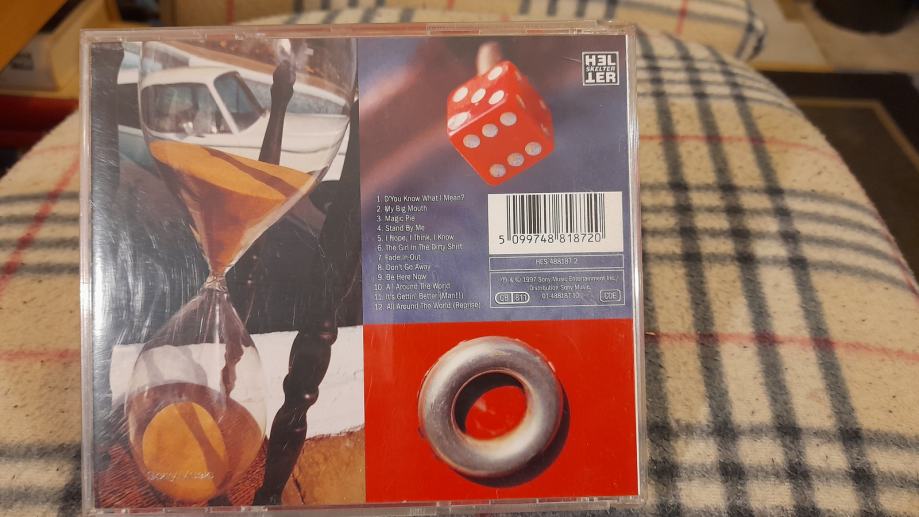 HEL
SKELTER
TER
1. D'You Know What I Mean?
2. My Big Mouth
3. Magic Pie
4. Stand By Me
5. I Hope, I Think, I Know
6. The Girl In The Dirty Shirt
7. Fade In-Out
8. Don't Go Away
9. Be Here Now
10. All Around The World
11. It's Gettin' Better (Man!!)
12. All Around The World (Reprise)
5 099748 818720
HES 488187 2
℗ & © 1997 Sony Music Entertainment Inc./
Distribution Sony Music
01-488187-10
CB 811
CDE
Sony Music